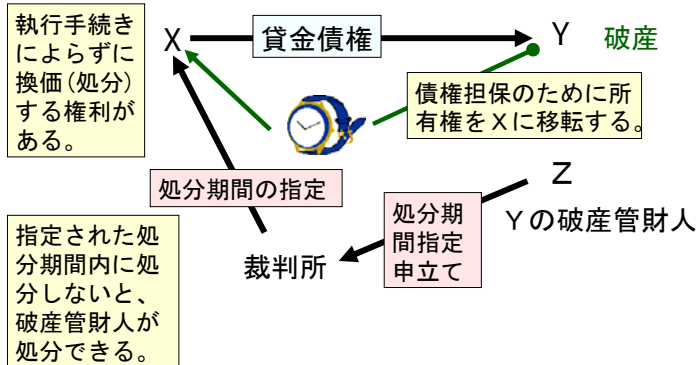 執行手続き
によらずに
換価（処分）
する権利が
ある。
X
貸金債権
Y
破産
債権担保のために所
有権をXに移転する。
処分期間の指定
Z
Yの破産管財人
処分期
間指定
申立て
裁判所
指定された処
分期間内に処
分しないと、
破産管財人が
処分できる。